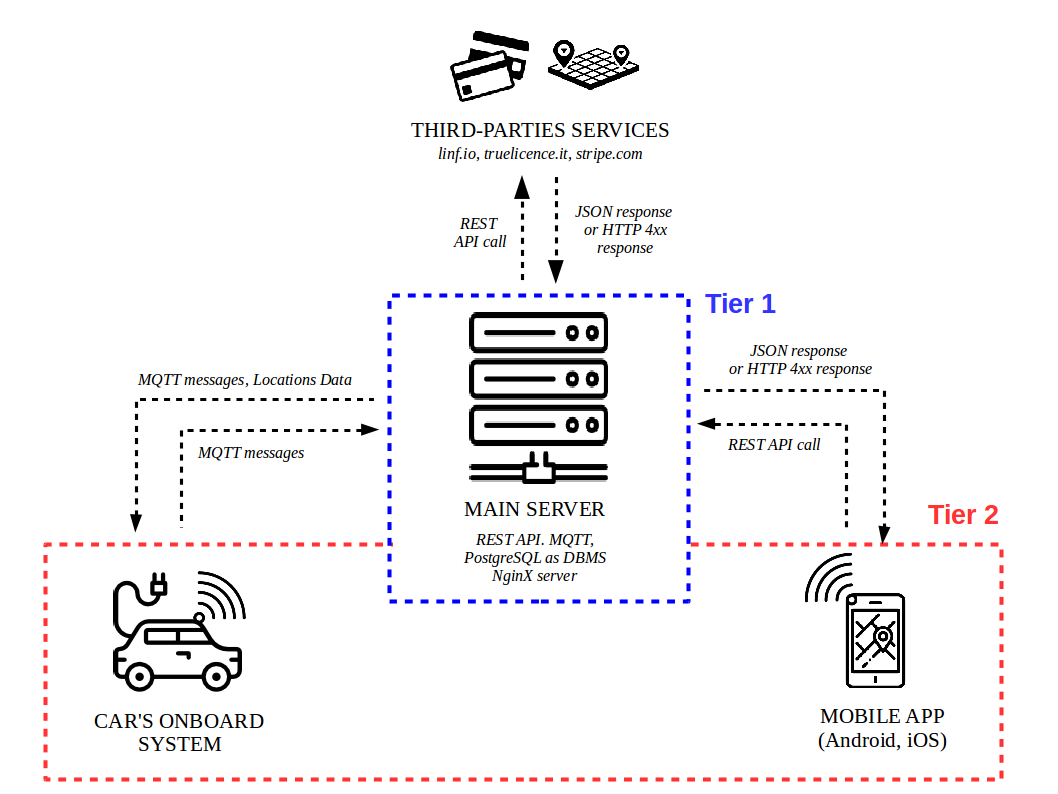 THIRD-PARTIES SERVICES
linf.io, truelicence.it, stripe.com
REST
API call
JSON response
or HTTP 4xx
response
Tier 1
JSON response
or HTTP 4xx response
MQTT messages, Locations Data
REST API call
MQTT messages
MAIN SERVER
REST API. MQTT,
PostgreSQL as DBMS
NginX server
Tier 2
CAR'S ONBOARD
SYSTEM
MOBILE APP
(Android, iOS)